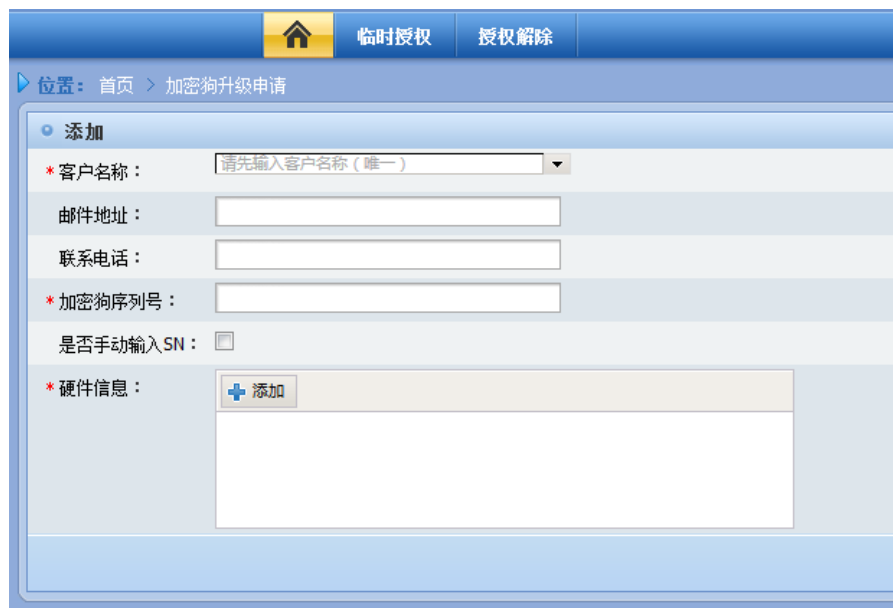 临时授权 授权解除
位置： 首页 > 加密狗升级申请
添加
*客户名称： 请先输入客户名称（唯一）
邮件地址：
联系电话：
*加密狗序列号：
是否手动输入SN：
*硬件信息： 添加